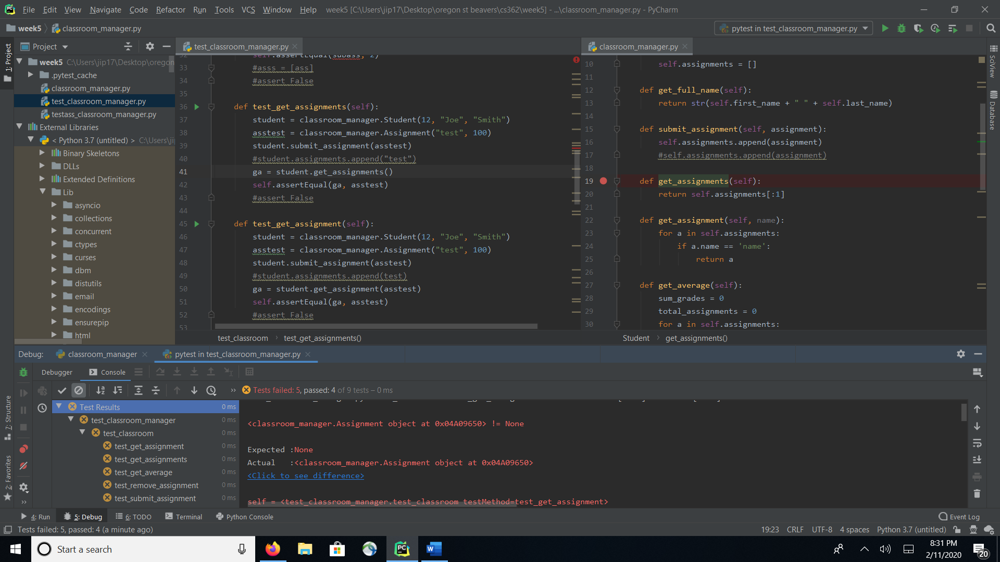 File Edit View Navigate Code Refactor Run Tools VCS Window Help week5 [C:\Users\jip17\Desktop\oregon st beavers\cs362\week5] - ...\classroom_manager.py - PyCharm
week5 classroom_manager.py
pytest in test_classroom_manager.py
1: Project
Project
week5 C:\Users\jip17\Desktop\oregon
.pytest_cache
classroom_manager.py
test_classroom_manager.py
testass_classroom_manager.py
External Libraries
< Python 3.7 (untitled) > C:\Users\ji
Binary Skeletons
DLLs
Extended Definitions
Lib
asyncio
collections
concurrent
ctypes
curses
dbm
distutils
email
encodings
ensurepip
html
test_classroom_manager.py
32 self.assertEqual(subass, 2)
33 #asss = [ass]
34 #assert False
35
36 def test_get_assignments(self):
37 student = classroom_manager.Student(12, "Joe", "Smith")
38 asstest = classroom_manager.Assignment("test", 100)
39 student.submit_assignment(asstest)
40 #student.assignments.append("test")
41 ga = student.get_assignments()
42 self.assertEqual(ga, asstest)
43 #assert False
44
45 def test_get_assignment(self):
46 student = classroom_manager.Student(12, "Joe", "Smith")
47 asstest = classroom_manager.Assignment("test", 100)
48 student.submit_assignment(asstest)
49 #student.assignments.append(test)
50 ga = student.get_assignment(asstest)
51 self.assertEqual(ga, asstest)
52 #assert False
53
test_classroom test_get_assignments()
classroom_manager.py
10 self.assignments = []
11
12 def get_full_name(self):
13 return str(self.first_name + " " + self.last_name)
14
15 def submit_assignment(self, assignment):
16 self.assignments.append(assignment)
17 #self.assignments.append(assignment)
18
19 def get_assignments(self):
20 return self.assignments[:1]
21
22 def get_assignment(self, name):
23 for a in self.assignments:
24 if a.name == 'name':
25 return a
26
27 def get_average(self):
28 sum_grades = 0
29 total_assignments = 0
30 for a in self.assignments:
Student get_assignments()
SciView
Database
Debug: classroom_manager pytest in test_classroom_manager.py
Debugger Console
Tests failed: 5, passed: 4 of 9 tests – 0 ms
Test Results 0 ms
test_classroom_manager 0 ms
test_classroom 0 ms
test_get_assignment 0 ms
test_get_assignments 0 ms
test_get_average 0 ms
test_remove_assignment 0 ms
test_submit_assignment 0 ms
<classroom_manager.Assignment object at 0x04A09650> != None
Expected :None
Actual :<classroom_manager.Assignment object at 0x04A09650>
<Click to see difference>
self = <test_classroom_manager.test_classroom testMethod=test_get_assignment>
7: Structure
2: Favorites
4: Run 5: Debug 6: TODO Terminal Python Console Event Log
Tests failed: 5, passed: 4 (a minute ago) 19:23 CRLF UTF-8 4 spaces Python 3.7 (untitled)
Start a search
8:31 PM
2/11/2020
20